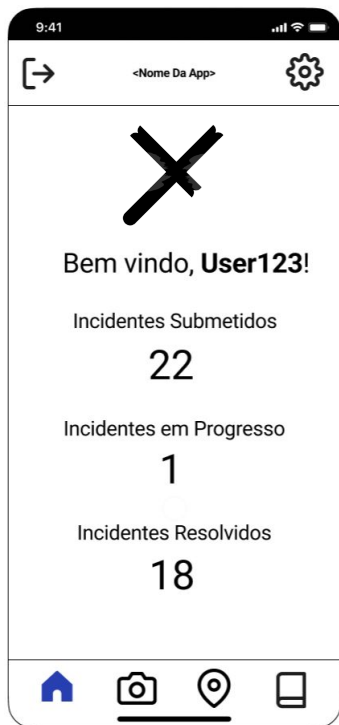 9:41
<Nome Da App>
Bem vindo, User123!
Incidentes Submetidos
22
Incidentes em Progresso
1
Incidentes Resolvidos
18